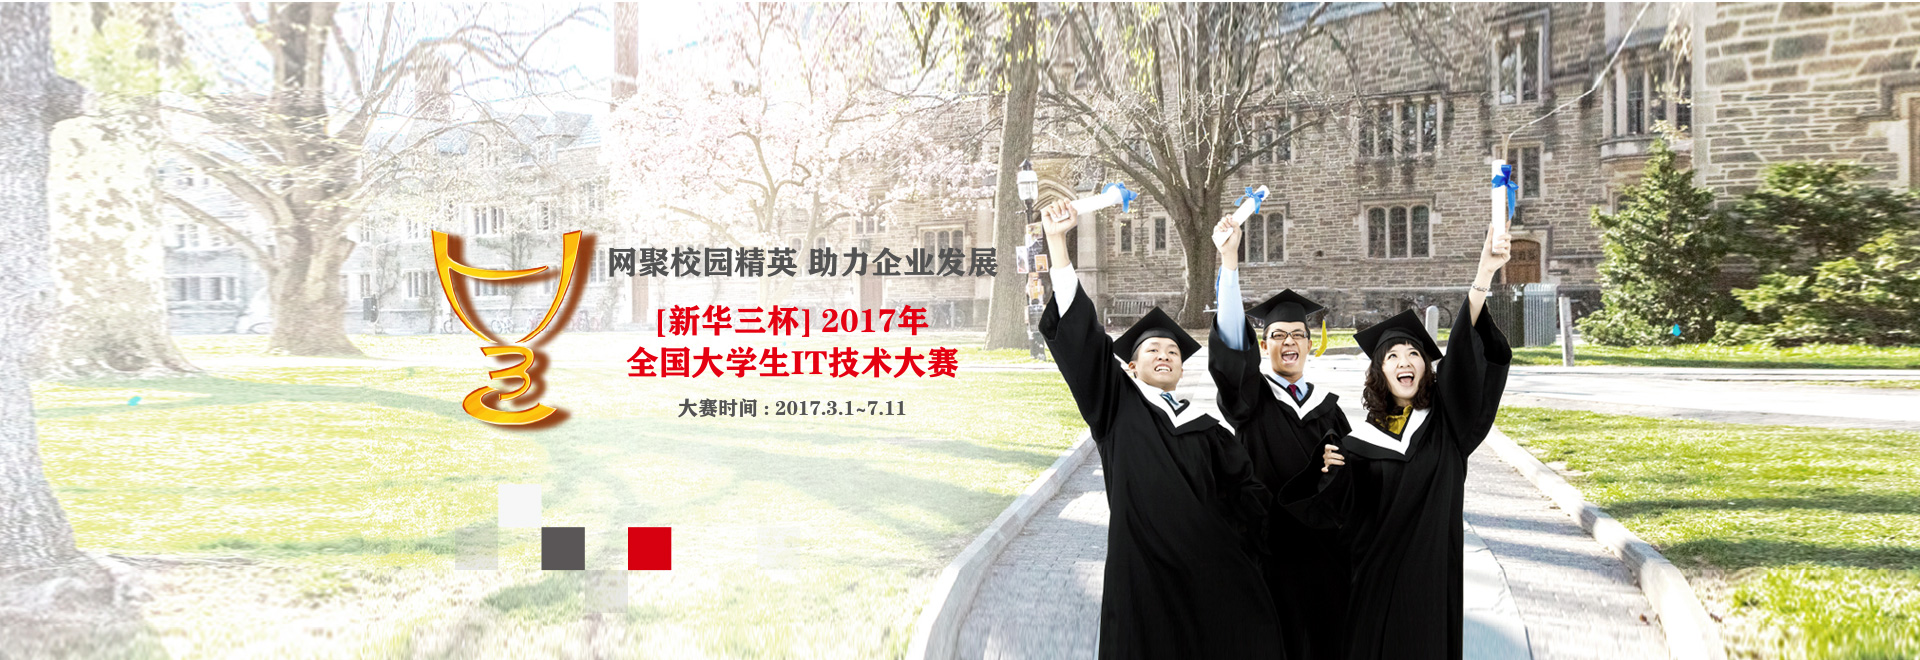 网聚校园精英 助力企业发展
[新华三杯] 2017年
全国大学生IT技术大赛
大赛时间 : 2017.3.1~7.11